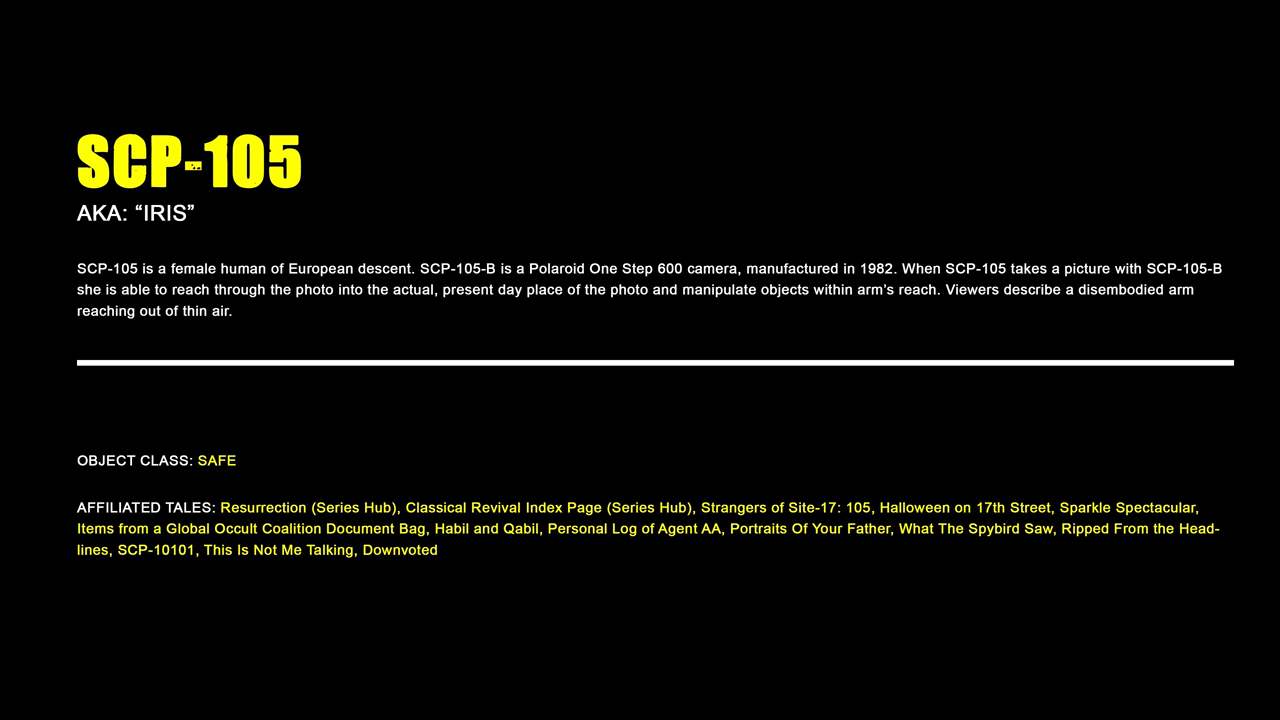 SCP-105
AKA: “IRIS”
SCP-105 is a female human of European descent. SCP-105-B is a Polaroid One Step 600 camera, manufactured in 1982. When SCP-105 takes a picture with SCP-105-B
she is able to reach through the photo into the actual, present day place of the photo and manipulate objects within arm’s reach. Viewers describe a disembodied arm
reaching out of thin air.
OBJECT CLASS: SAFE
AFFILIATED TALES: Resurrection (Series Hub), Classical Revival Index Page (Series Hub), Strangers of Site-17: 105, Halloween on 17th Street, Sparkle Spectacular,
Items from a Global Occult Coalition Document Bag, Habil and Qabil, Personal Log of Agent AA, Portraits Of Your Father, What The Spybird Saw, Ripped From the Head-
lines, SCP-10101, This Is Not Me Talking, Downvoted